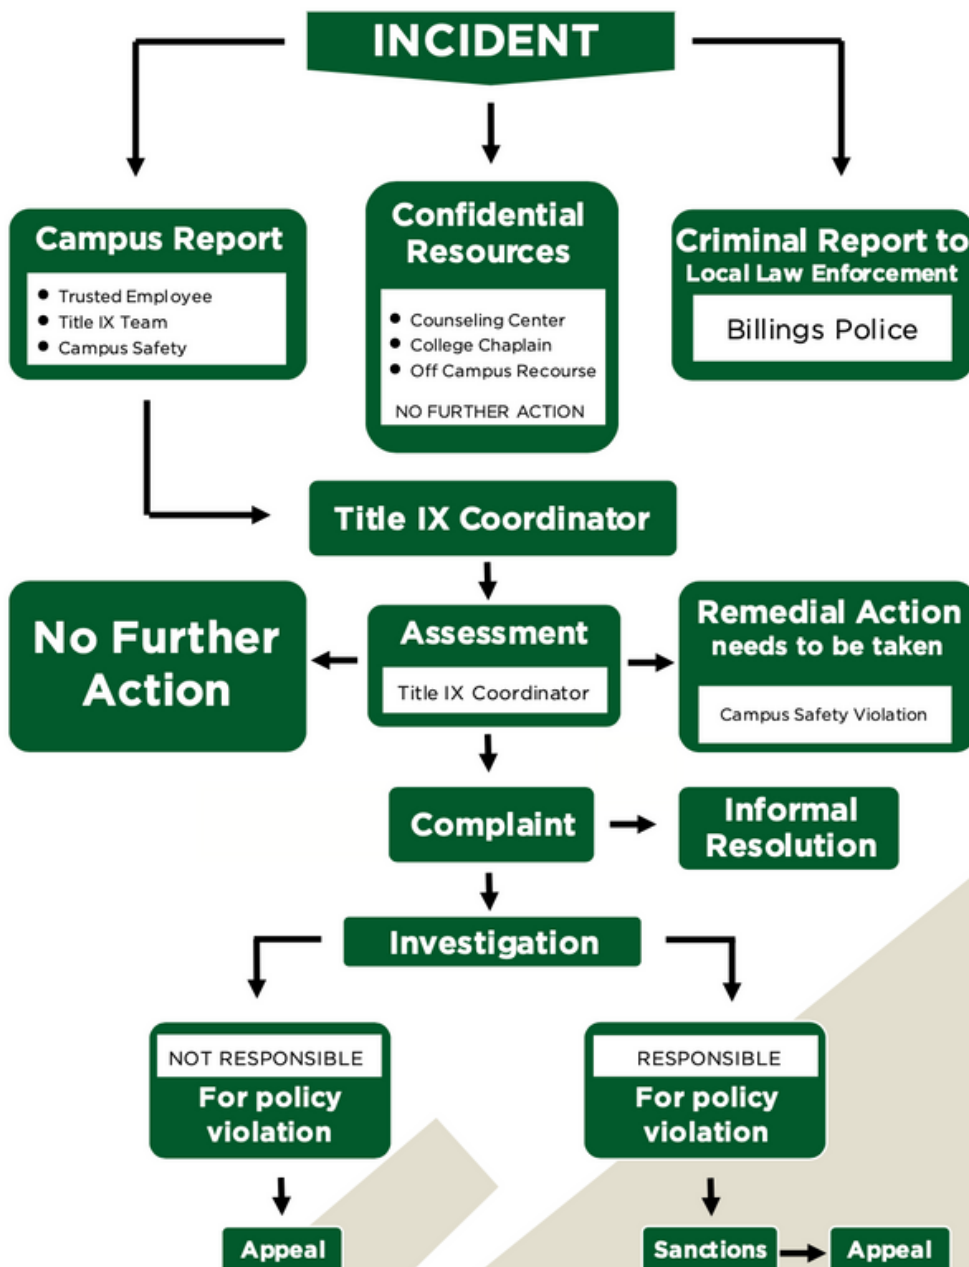 INCIDENT
Campus Report
● Trusted Employee
● Title IX Team
● Campus Safety
Confidential
Resources
● Counseling Center
● College Chaplain
● Off Campus Recourse
NO FURTHER ACTION
Criminal Report to
Local Law Enforcement
Billings Police
Title IX Coordinator
No Further
Action
Assessment
Title IX Coordinator
Remedial Action
needs to be taken
Campus Safety Violation
Complaint
Informal
Resolution
Investigation
NOT RESPONSIBLE
For policy
violation
RESPONSIBLE
For policy
violation
Appeal
Sanctions
Appeal